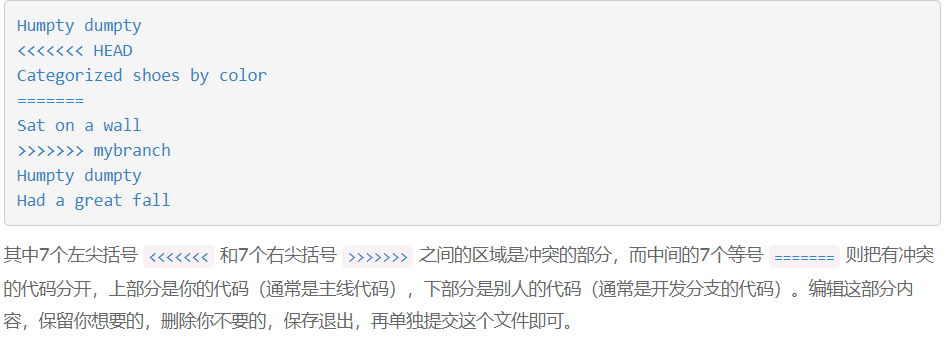 Humpty dumpty
<<<<<<< HEAD
Categorized shoes by color
=======
Sat on a wall
>>>>>>> mybranch
Humpty dumpty
Had a great fall
其中7个左尖括号 <<<<<<< 和7个右尖括号 >>>>>>> 之间的区域是冲突的部分，而中间的7个等号 ======= 则把有冲突
的代码分开，上部分是你的代码（通常是主线代码），下部分是别人的代码（通常是开发分支的代码）。编辑这部分内
容，保留你想要的，删除你不要的，保存退出，再单独提交这个文件即可。